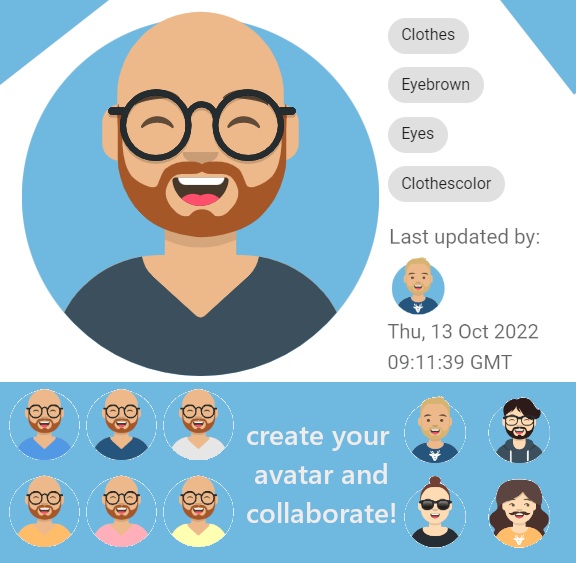 Clothes
Eyebrown
Eyes
Clothescolor
Last updated by:
Thu, 13 Oct 2022
09:11:39 GMT
create your
avatar and
collaborate!